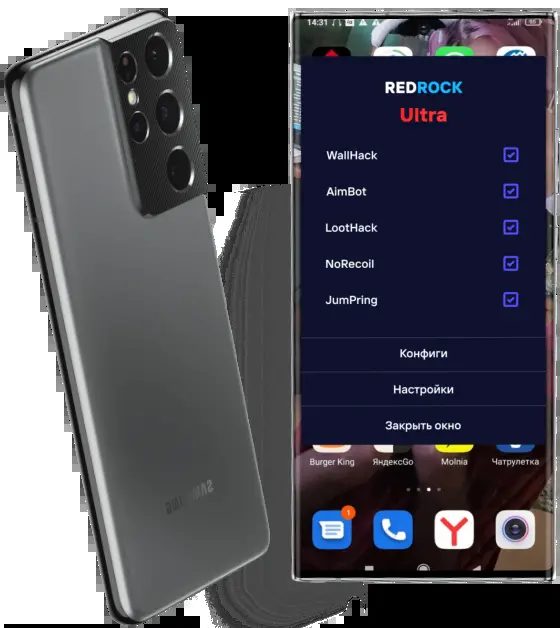 14:31
REDROCK
Ultra
WallHack
AimBot
LootHack
NoRecoil
JumPring
Конфиги
Настройки
Закрыть окно
Burger King
ЯндексGo
Molnia
Чатрулетка
1
SAMSUNG